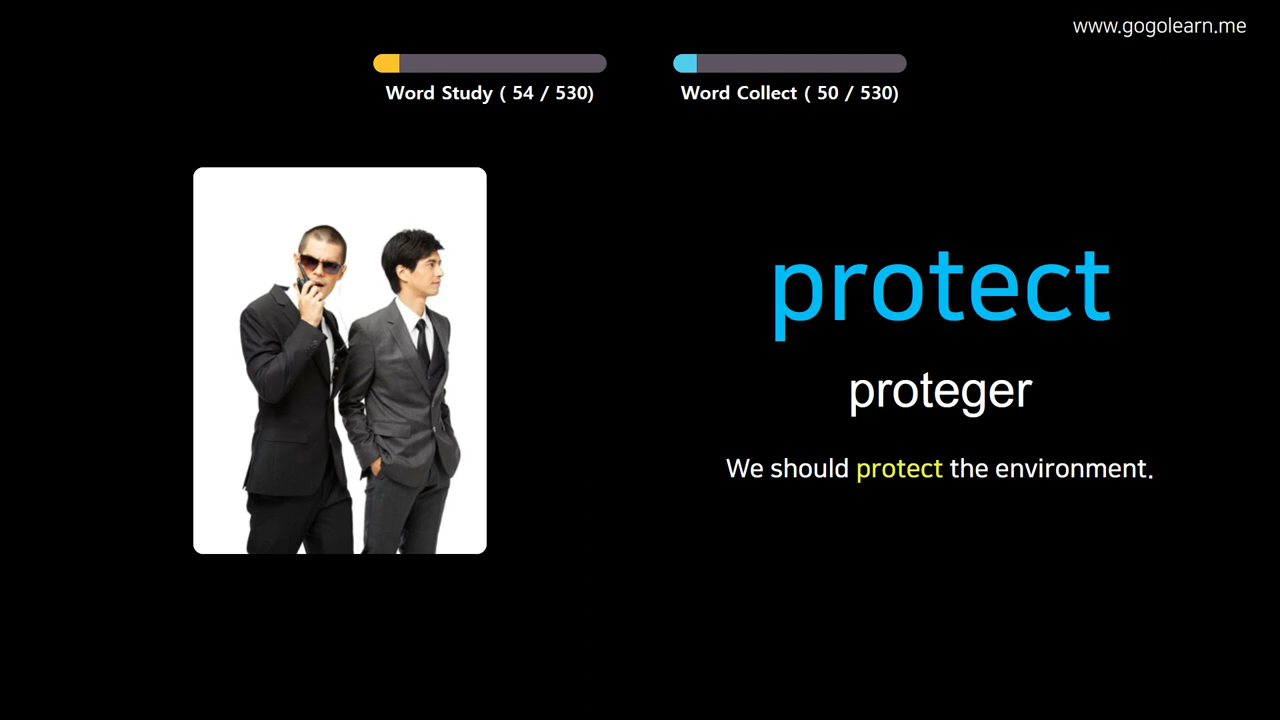 www.gogolearn.me
Word Study ( 54 / 530)
Word Collect ( 50 / 530)
protect
proteger
We should protect the environment.